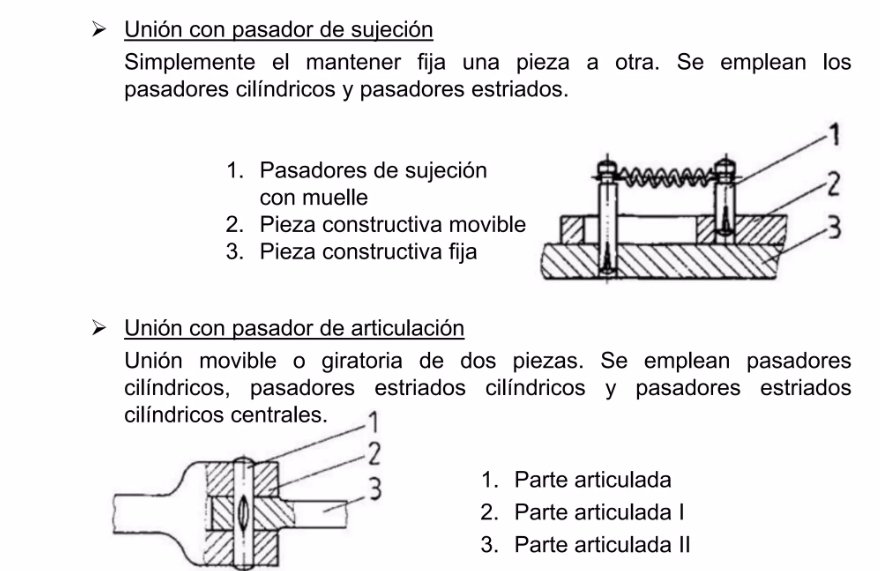 ➤ Unión con pasador de sujeción
Simplemente el mantener fija una pieza a otra. Se emplean los
pasadores cilíndricos y pasadores estriados.
1. Pasadores de sujeción
con muelle
2. Pieza constructiva movible
3. Pieza constructiva fija
1
2
3
➤ Unión con pasador de articulación
Unión movible o giratoria de dos piezas. Se emplean pasadores
cilíndricos, pasadores estriados cilíndricos y pasadores estriados
cilíndricos centrales.
1
2
3
1. Parte articulada
2. Parte articulada I
3. Parte articulada II